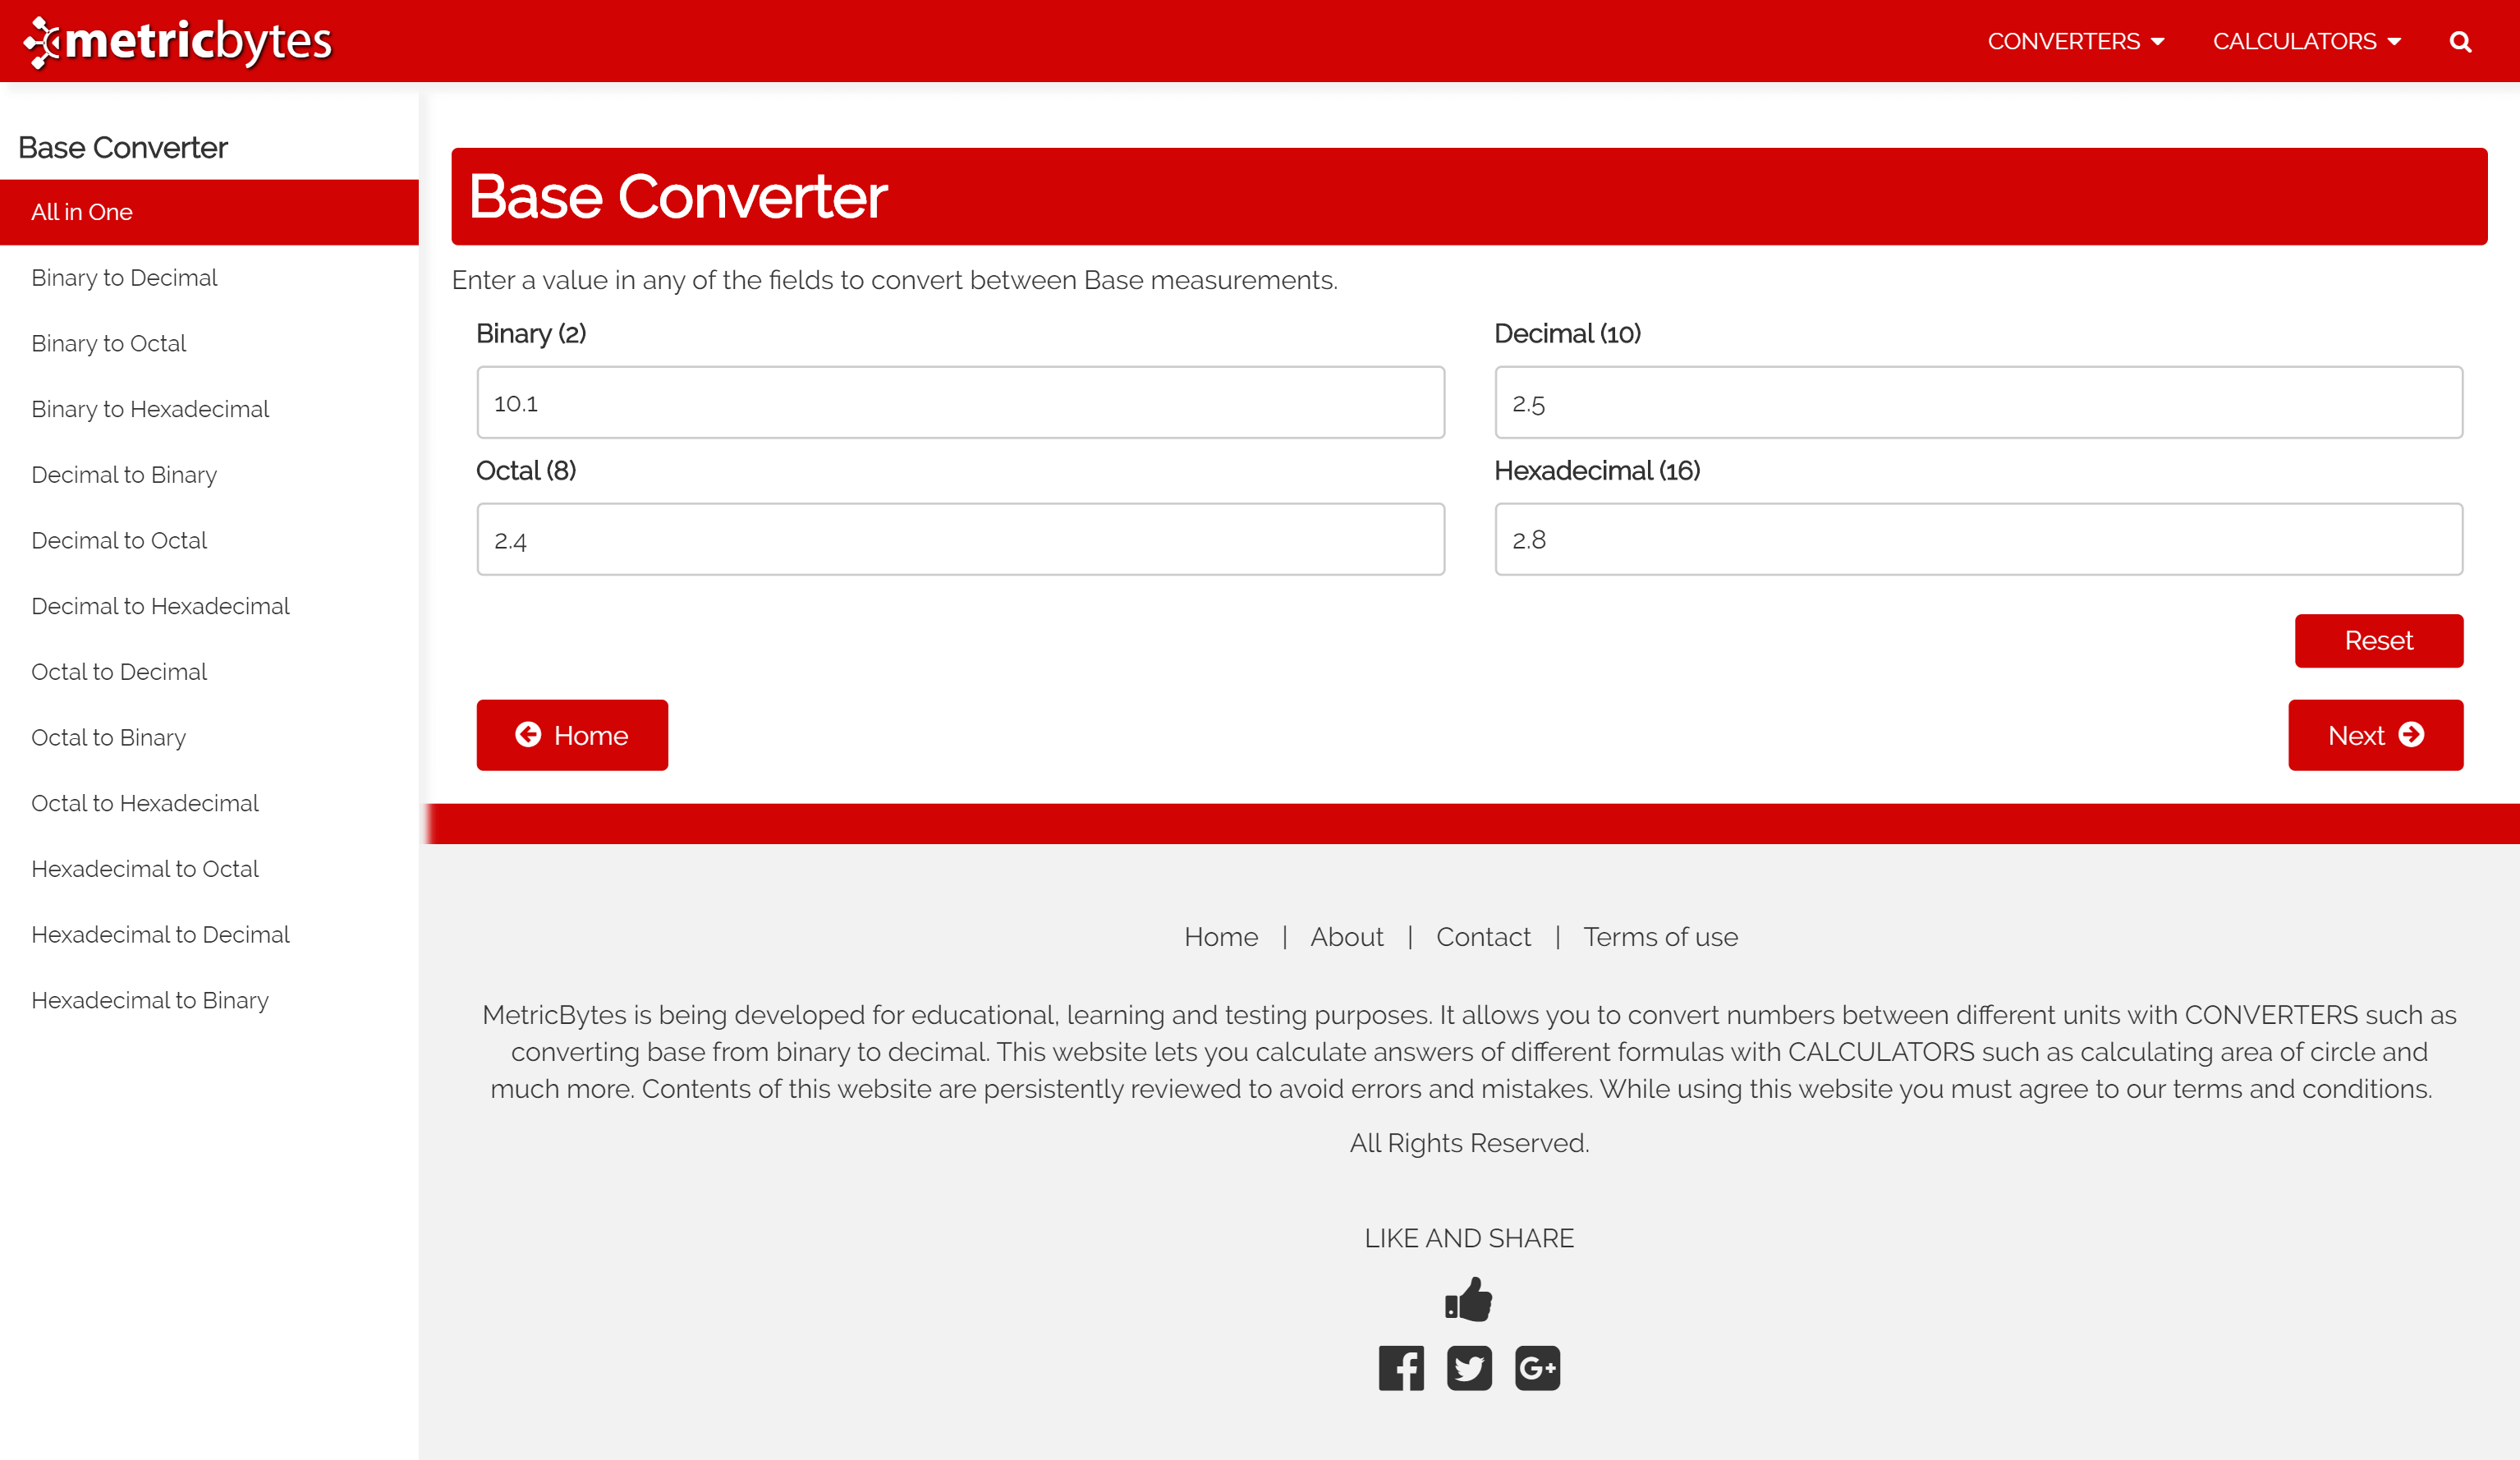 metricbytes
CONVERTERS
CALCULATORS
Base Converter
All in One
Binary to Decimal
Binary to Octal
Binary to Hexadecimal
Decimal to Binary
Decimal to Octal
Decimal to Hexadecimal
Octal to Decimal
Octal to Binary
Octal to Hexadecimal
Hexadecimal to Octal
Hexadecimal to Decimal
Hexadecimal to Binary
Base Converter
Enter a value in any of the fields to convert between Base measurements.
Binary (2)
10.1
Decimal (10)
2.5
Octal (8)
2.4
Hexadecimal (16)
2.8
Reset
Home
Next
Home | About | Contact | Terms of use
MetricBytes is being developed for educational, learning and testing purposes. It allows you to convert numbers between different units with CONVERTERS such as
converting base from binary to decimal. This website lets you calculate answers of different formulas with CALCULATORS such as calculating area of circle and
much more. Contents of this website are persistently reviewed to avoid errors and mistakes. While using this website you must agree to our terms and conditions.
All Rights Reserved.
LIKE AND SHARE